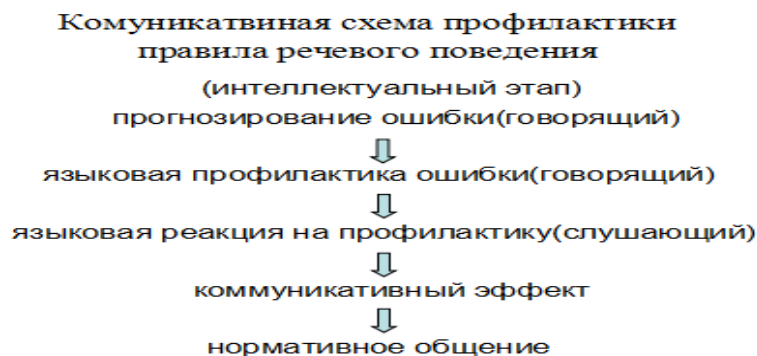 Комуникатвиная схема профилактики
правила речевого поведения
(интеллектуальный этап)
прогнозирование ошибки(говорящий)
языковая профилактика ошибки(говорящий)
языковая реакция на профилактику(слушающий)
коммуникативный эффект
нормативное общение